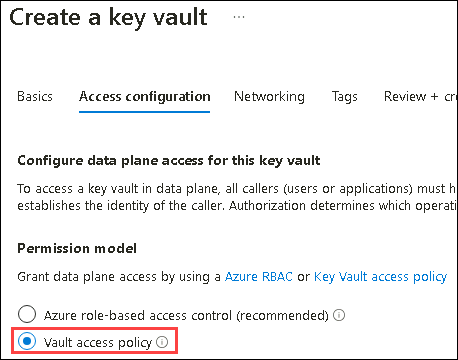 Create a key vault ...
Basics Access configuration Networking Tags Review + cre
Configure data plane access for this key vault
To access a key vault in data plane, all callers (users or applications) must h
establishes the identity of the caller. Authorization determines which operati
Permission model
Grant data plane access by using a Azure RBAC or Key Vault access policy
Azure role-based access control (recommended)
Vault access policy